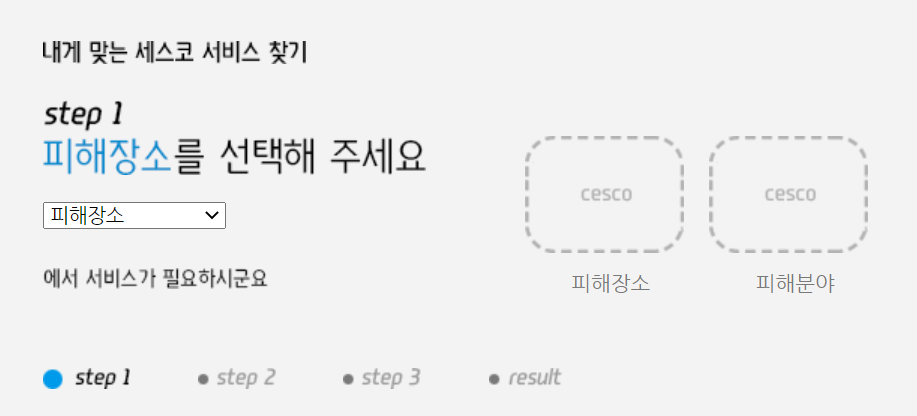 내게 맞는 세스코 서비스 찾기
step 1
피해장소를 선택해 주세요
피해장소
에서 서비스가 필요하시군요
cesco
cesco
피해장소
피해분야
step 1
step 2
step 3
result